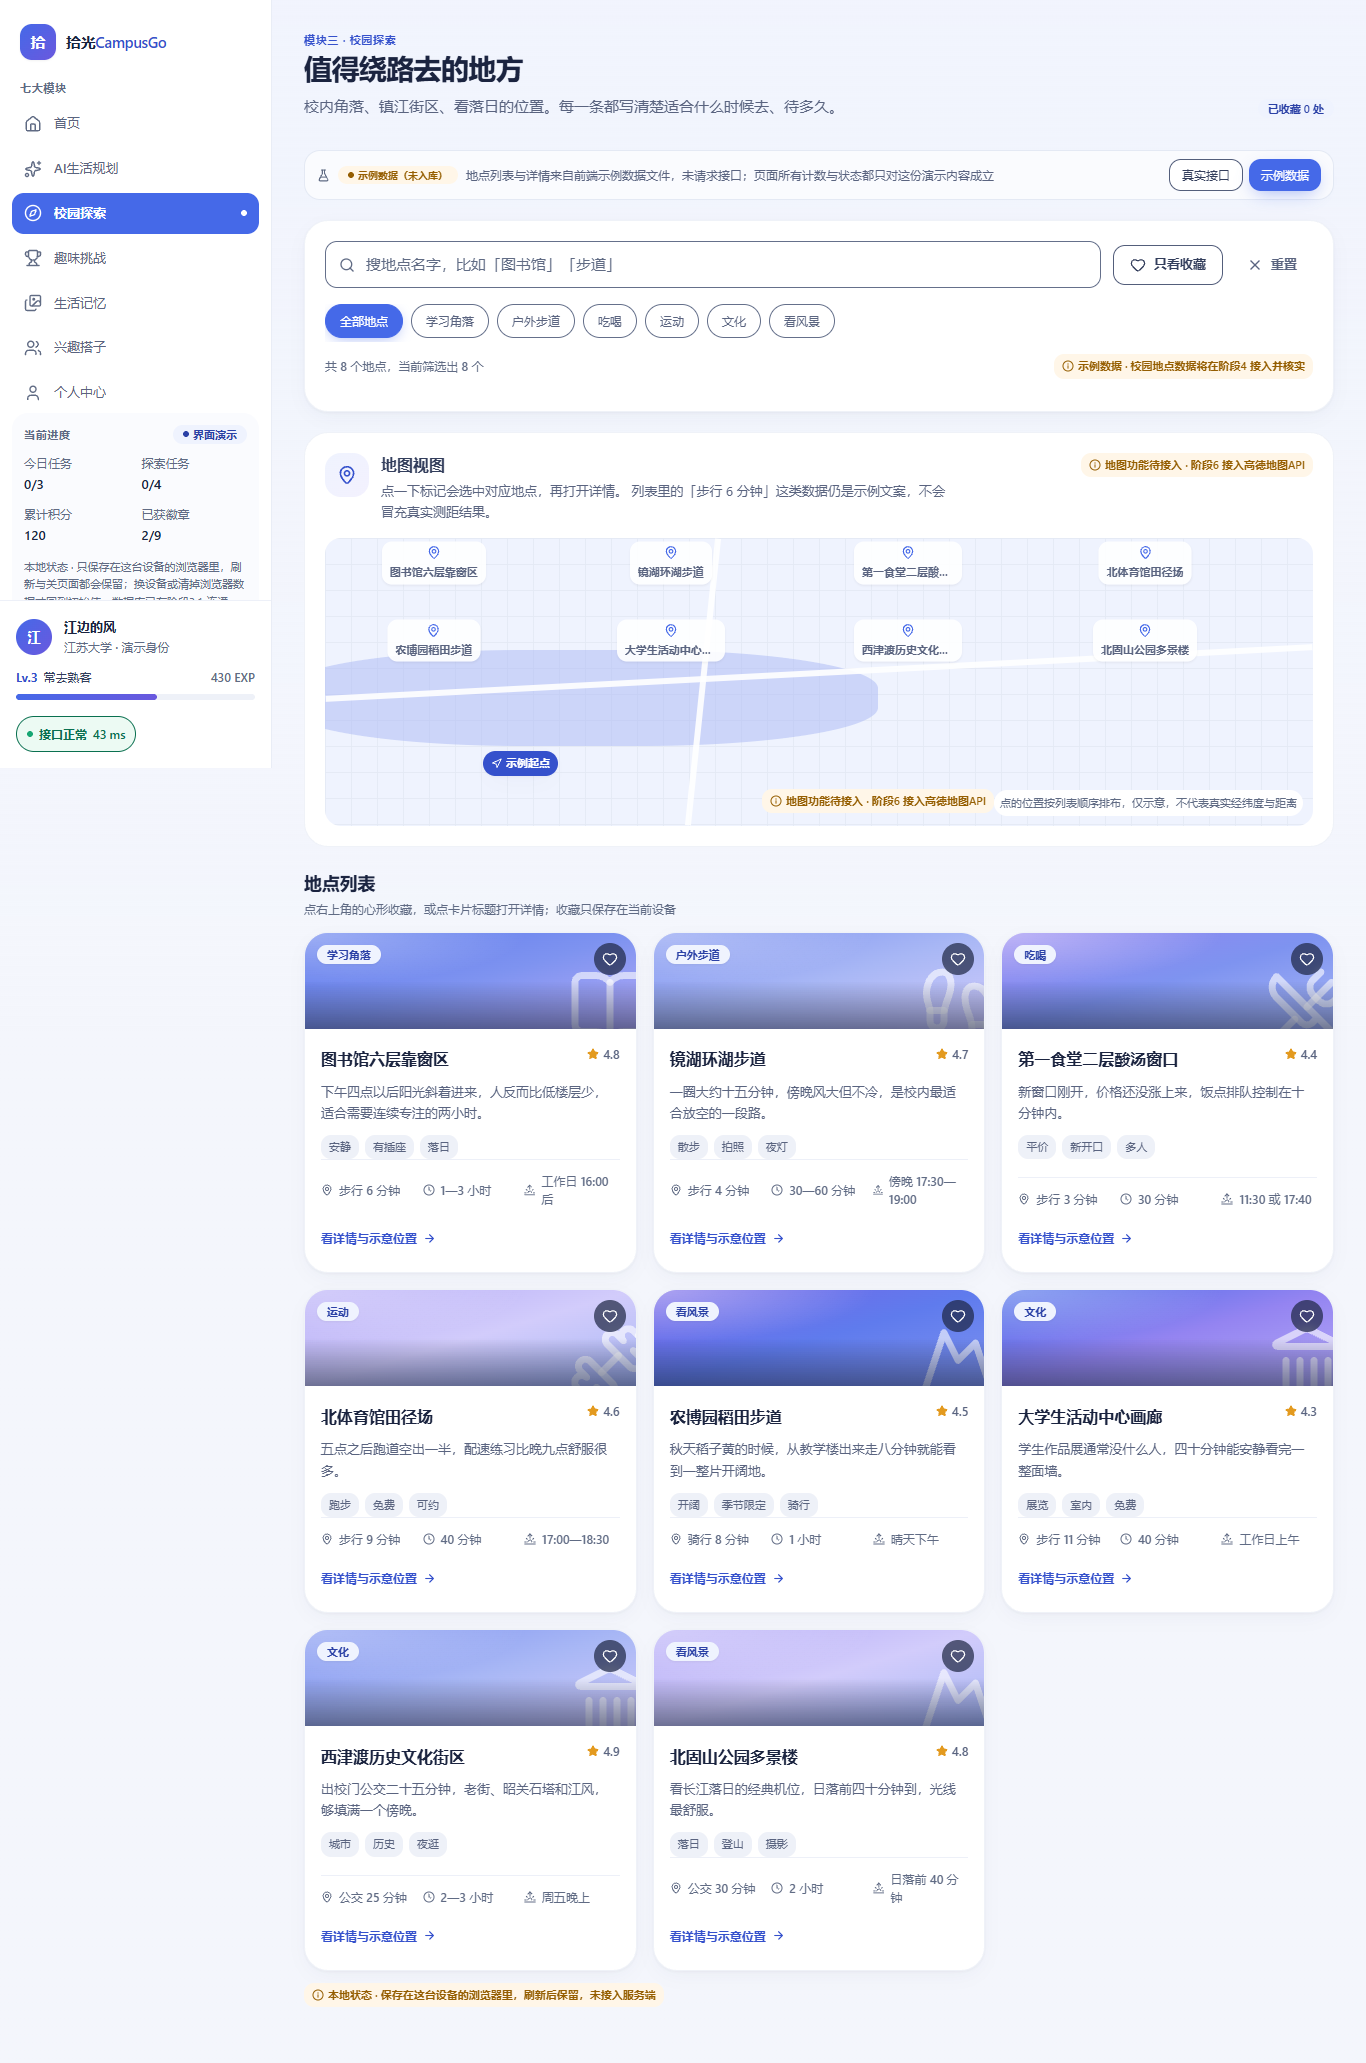 拾 拾光CampusGo
七大模块
首页
AI生活规划
校园探索
趣味挑战
生活记忆
兴趣搭子
个人中心
当前进度 界面演示
今日任务 探索任务
0/3 0/4
累计积分 已获徽章
120 2/9
本地状态 · 只保存在这台设备的浏览器里，刷
新与关页面都会保留；换设备或清掉浏览器数
江 江边的风
江苏大学 · 演示身份
Lv.3 常去熟客 430 EXP
接口正常 43 ms
模块三 · 校园探索
值得绕路去的地方
校内角落、镇江街区、看落日的位置。每一条都写清楚适合什么时候去、待多久。
已收藏 0 处
示例数据（未入库） 地点列表与详情来自前端示例数据文件，未请求接口；页面所有计数与状态都只对这份演示内容成立 真实接口 示例数据
搜地点名字，比如「图书馆」「步道」 只看收藏 重置
全部地点 学习角落 户外步道 吃喝 运动 文化 看风景
共 8 个地点，当前筛选出 8 个 示例数据 · 校园地点数据将在阶段4 接入并核实
地图视图 地图功能待接入 · 阶段6 接入高德地图API
点一下标记会选中对应地点，再打开详情。 列表里的「步行 6 分钟」这类数据仍是示例文案，不会
冒充真实测距结果。
图书馆六层靠窗区 镜湖环湖步道 第一食堂二层酸... 北体育馆田径场
农博园稻田步道 大学生活动中心... 西津渡历史文化... 北固山公园多景楼
示例起点
地图功能待接入 · 阶段6 接入高德地图API 点的位置按列表顺序排布，仅示意，不代表真实经纬度与距离
地点列表
点右上角的心形收藏，或点卡片标题打开详情；收藏只保存在当前设备
学习角落
图书馆六层靠窗区 4.8
下午四点以后阳光斜着进来，人反而比低楼层少，
适合需要连续专注的两小时。
安静 有插座 落日
步行 6 分钟 1—3 小时 工作日 16:00
后
看详情与示意位置
户外步道
镜湖环湖步道 4.7
一圈大约十五分钟，傍晚风大但不冷，是校内最适
合放空的一段路。
散步 拍照 夜灯
步行 4 分钟 30—60 分钟 傍晚 17:30—
19:00
看详情与示意位置
吃喝
第一食堂二层酸汤窗口 4.4
新窗口刚开，价格还没涨上来，饭点排队控制在十
分钟内。
平价 新开口 多人
步行 3 分钟 30 分钟 11:30 或 17:40
看详情与示意位置
运动
北体育馆田径场 4.6
五点之后跑道空出一半，配速练习比晚九点舒服很
多。
跑步 免费 可约
步行 9 分钟 40 分钟 17:00—18:30
看详情与示意位置
看风景
农博园稻田步道 4.5
秋天稻子黄的时候，从教学楼出来走八分钟就能看
到一整片开阔地。
开阔 季节限定 骑行
骑行 8 分钟 1 小时 晴天下午
看详情与示意位置
文化
大学生活动中心画廊 4.3
学生作品展通常没什么人，四十分钟能安静看完一
整面墙。
展览 室内 免费
步行 11 分钟 40 分钟 工作日上午
看详情与示意位置
文化
西津渡历史文化街区 4.9
出校门公交二十五分钟，老街、昭关石塔和江风，
够填满一个傍晚。
城市 历史 夜逛
公交 25 分钟 2—3 小时 周五晚上
看详情与示意位置
看风景
北固山公园多景楼 4.8
看长江落日的经典机位，日落前四十分钟到，光线
最舒服。
落日 登山 摄影
公交 30 分钟 2 小时 日落前 40 分
钟
看详情与示意位置
本地状态 · 保存在这台设备的浏览器里，刷新后保留，未接入服务端